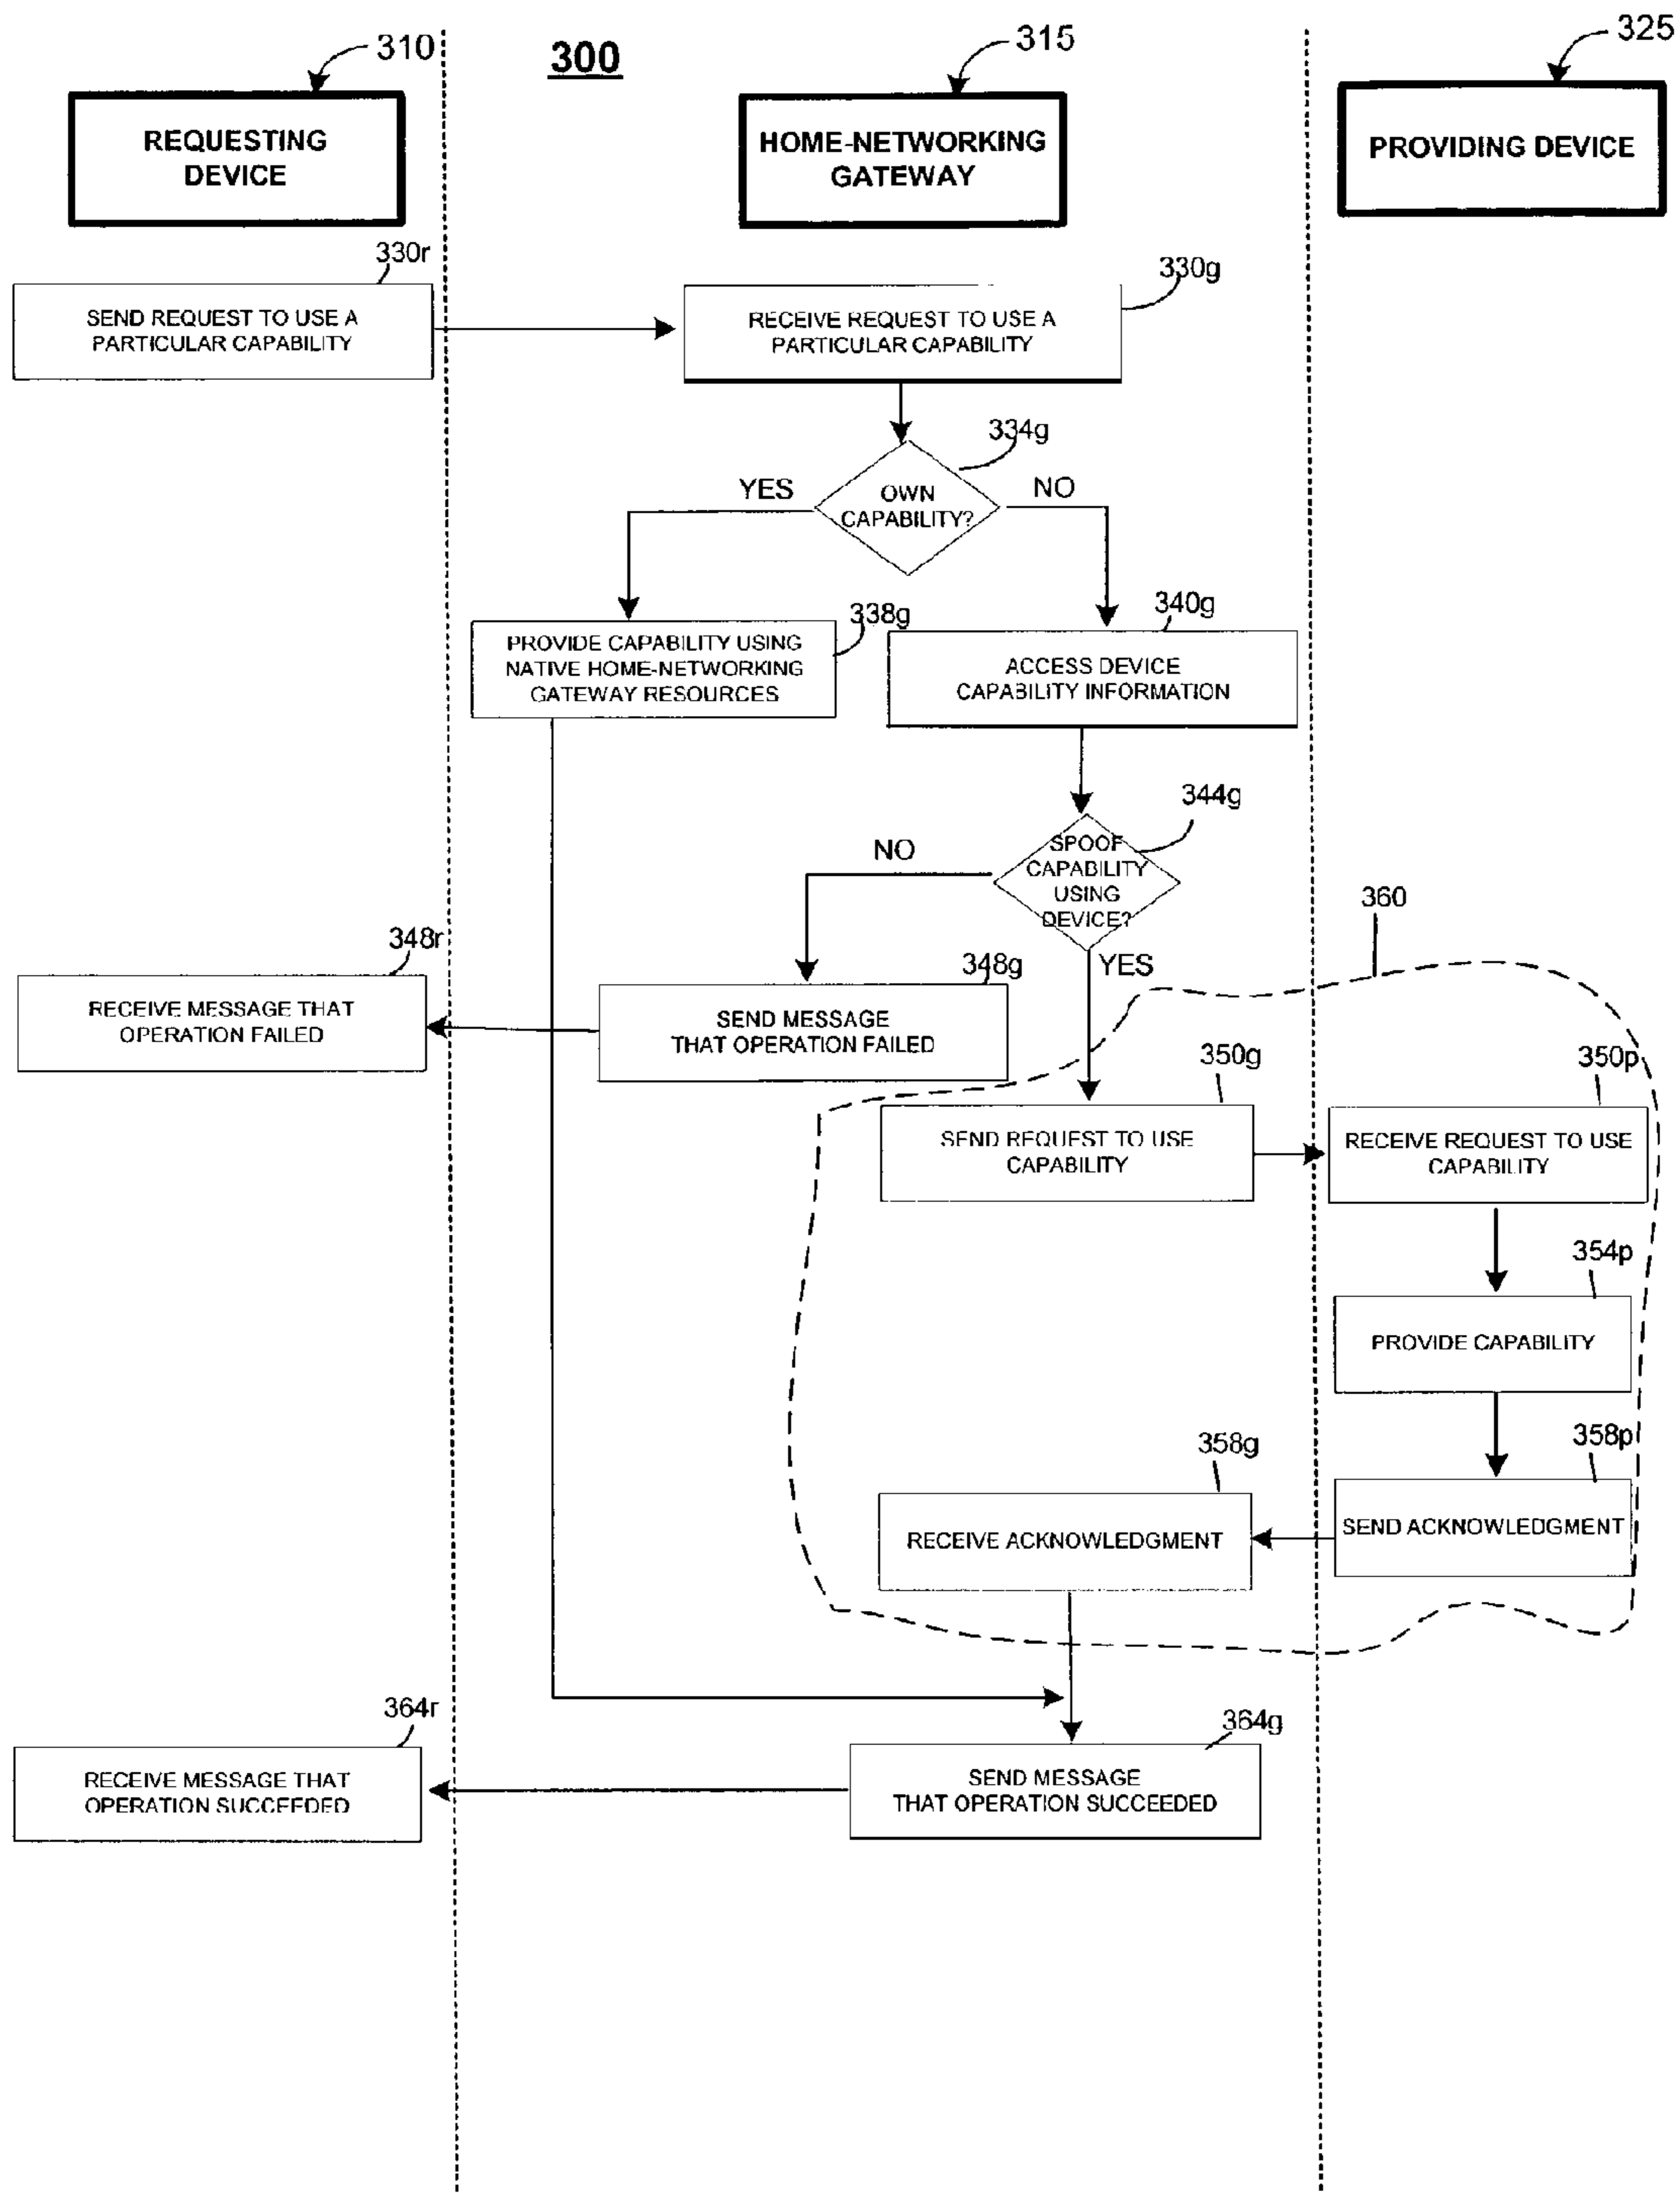 310
300
315
325
REQUESTING
DEVICE
HOME-NETWORKING
GATEWAY
PROVIDING DEVICE
330r
330g
SEND REQUEST TO USE A
PARTICULAR CAPABILITY
RECEIVE REQUEST TO USE A
PARTICULAR CAPABILITY
334g
YES
NO
OWN
CAPABILITY?
338g
340g
PROVIDE CAPABILITY USING
NATIVE HOME-NETWORKING
GATEWAY RESOURCES
ACCESS DEVICE
CAPABILITY INFORMATION
344g
NO
SPOOF
CAPABILITY
USING
DEVICE?
360
YES
348r
348g
RECEIVE MESSAGE THAT
OPERATION FAILED
SEND MESSAGE
THAT OPERATION FAILED
350g
350p
SEND REQUEST TO USE
CAPABILITY
RECEIVE REQUEST TO USE
CAPABILITY
354p
PROVIDE CAPABILITY
358g
358p
RECEIVE ACKNOWLEDGMENT
SEND ACKNOWLEDGMENT
364r
364g
RECEIVE MESSAGE THAT
OPERATION SUCCEEDED
SEND MESSAGE
THAT OPERATION SUCCEEDED